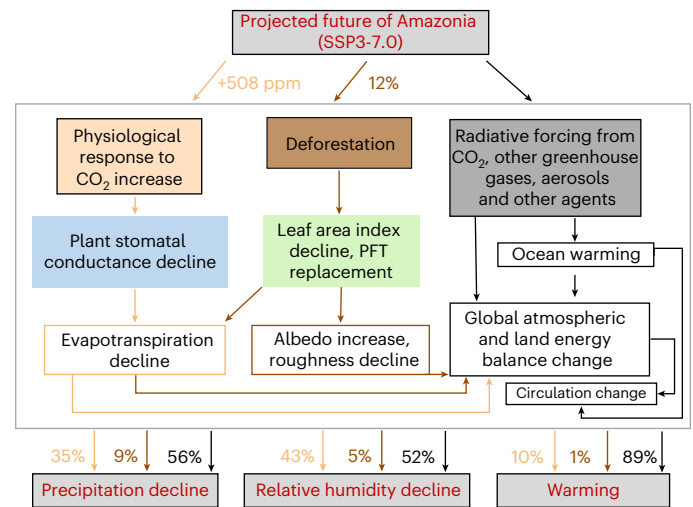 Projected future of Amazonia
(SSP3-7.0)
+508 ppm
12%
Physiological
response to
CO₂ increase
Deforestation
Radiative forcing from
CO₂, other greenhouse
gases, aerosols
and other agents
Plant stomatal
conductance decline
Leaf area index
decline, PFT
replacement
Ocean warming
Evapotranspiration
decline
Albedo increase,
roughness decline
Global atmospheric
and land energy
balance change
Circulation change
35% 9% 56% 43% 5% 52% 10% 1% 89%
Precipitation decline
Relative humidity decline
Warming